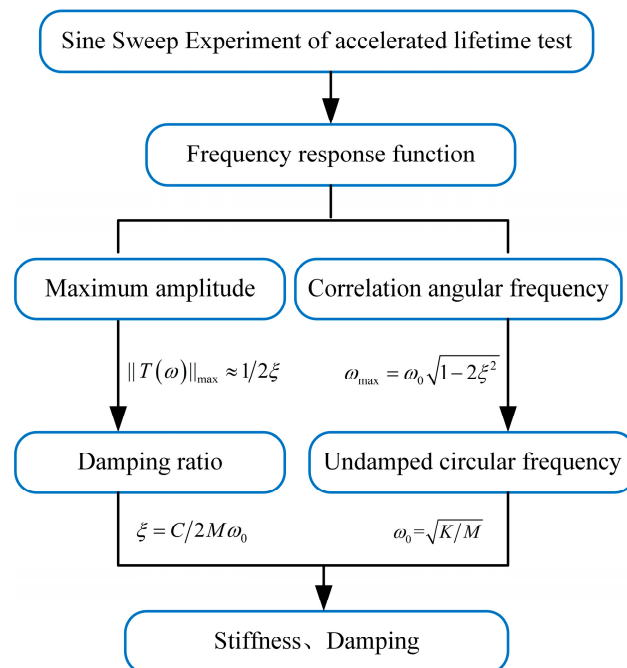 Sine Sweep Experiment of accelerated lifetime test
Frequency response function
Maximum amplitude
Correlation angular frequency
||T(ω)||max ≈ 1/2ξ
ωmax = ω0√(1−2ξ²)
Damping ratio
Undamped circular frequency
ξ = C/2Mω0
ω0=√(K/M)
Stiffness、Damping